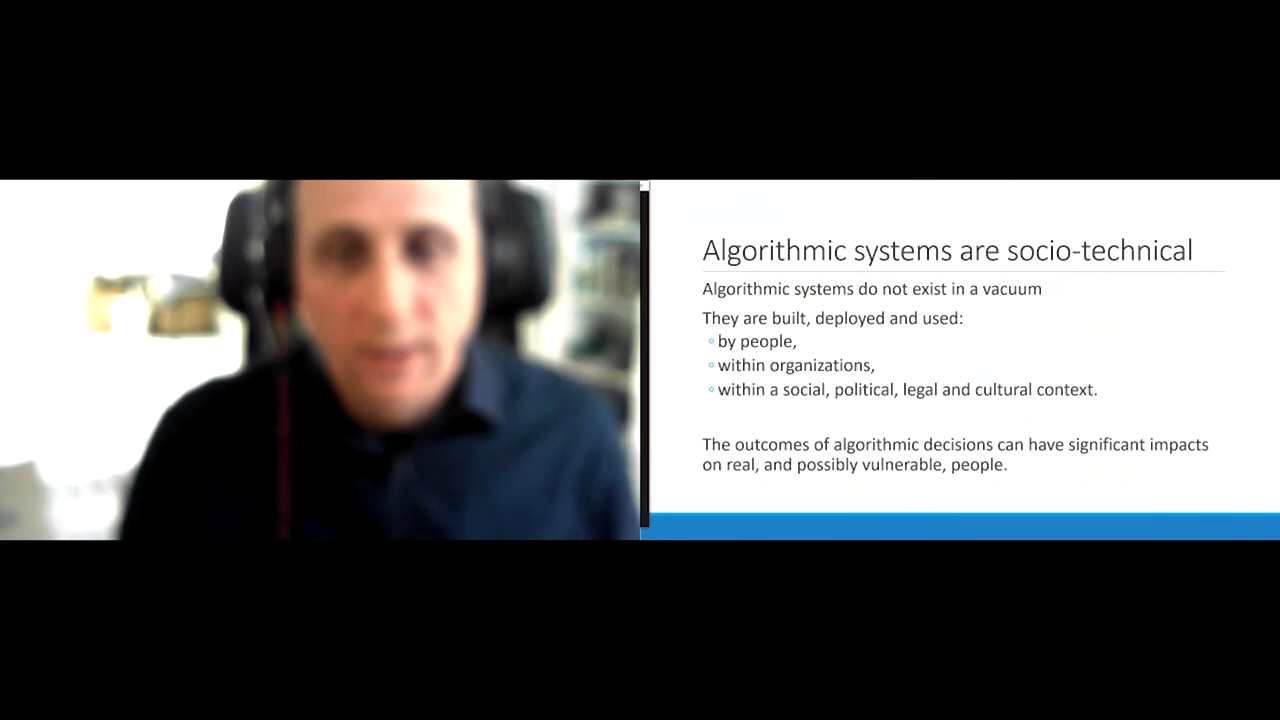 Algorithmic systems are socio-technical
Algorithmic systems do not exist in a vacuum
They are built, deployed and used:
◦ by people,
◦ within organizations,
◦ within a social, political, legal and cultural context.
The outcomes of algorithmic decisions can have significant impacts
on real, and possibly vulnerable, people.